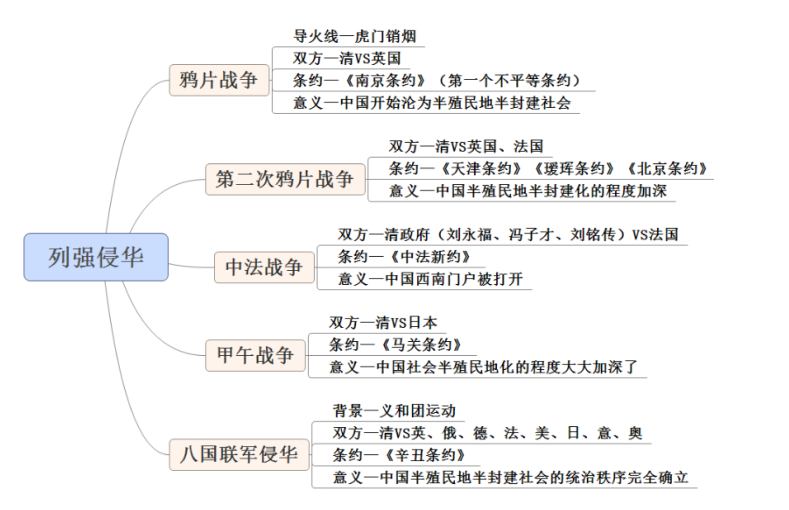 列强侵华
鸦片战争
导火线—虎门销烟
双方—清VS英国
条约—《南京条约》（第一个不平等条约）
意义—中国开始沦为半殖民地半封建社会
第二次鸦片战争
双方—清VS英国、法国
条约—《天津条约》《瑷珲条约》《北京条约》
意义—中国半殖民地半封建化的程度加深
中法战争
双方—清政府（刘永福、冯子才、刘铭传）VS法国
条约—《中法新约》
意义—中国西南门户被打开
甲午战争
双方—清VS日本
条约—《马关条约》
意义—中国社会半殖民地化的程度大大加深了
八国联军侵华
背景—义和团运动
双方—清VS英、俄、德、法、美、日、意、奥
条约—《辛丑条约》
意义—中国半殖民地半封建社会的统治秩序完全确立